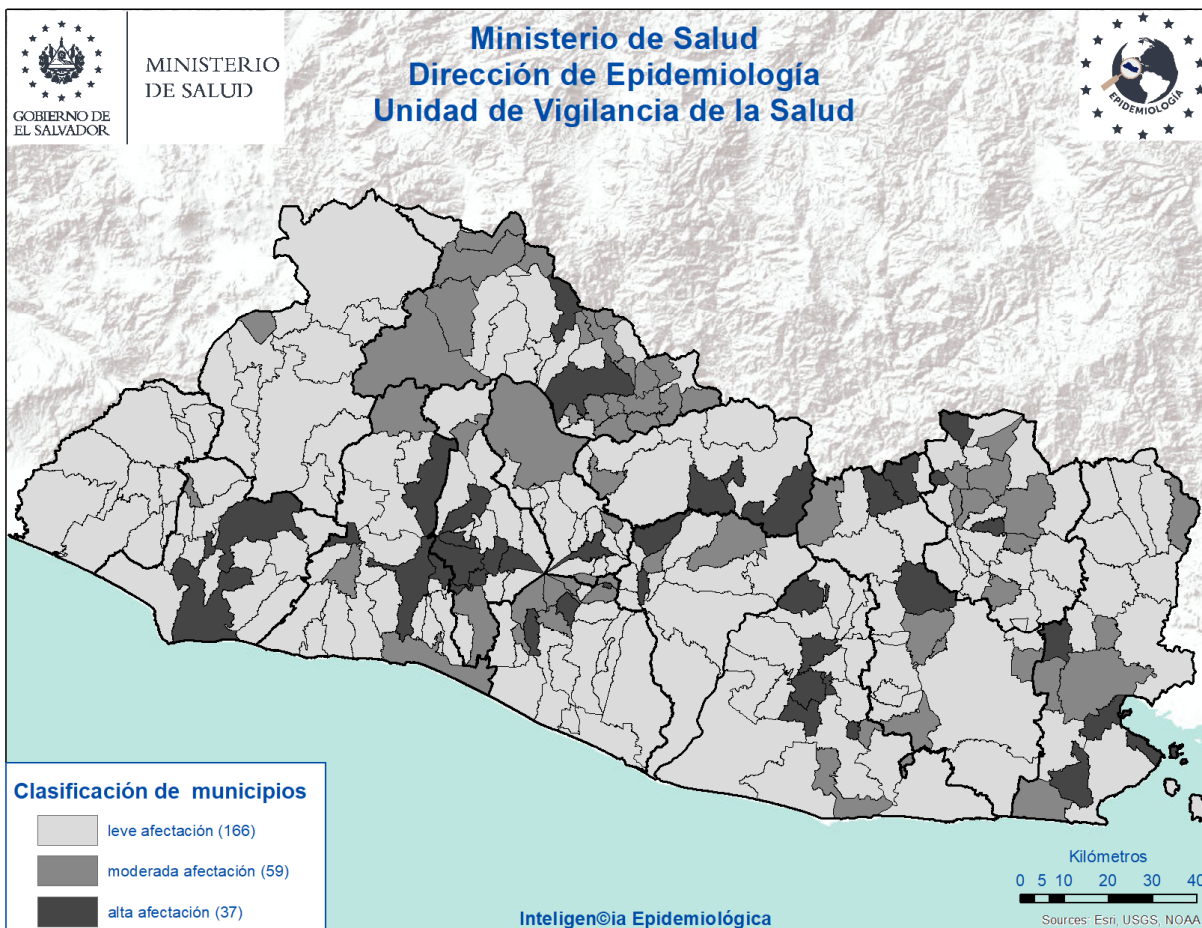 Ministerio de Salud
Dirección de Epidemiología
Unidad de Vigilancia de la Salud
MINISTERIO
DE SALUD
GOBIERNO DE
EL SALVADOR
EPIDEMIOLOGÍA
Clasificación de municipios
leve afectación (166)
moderada afectación (59)
alta afectación (37)
Inteligen©ia Epidemiológica
Kilómetros
0 5 10 20 30 40
Sources: Esri, USGS, NOAA